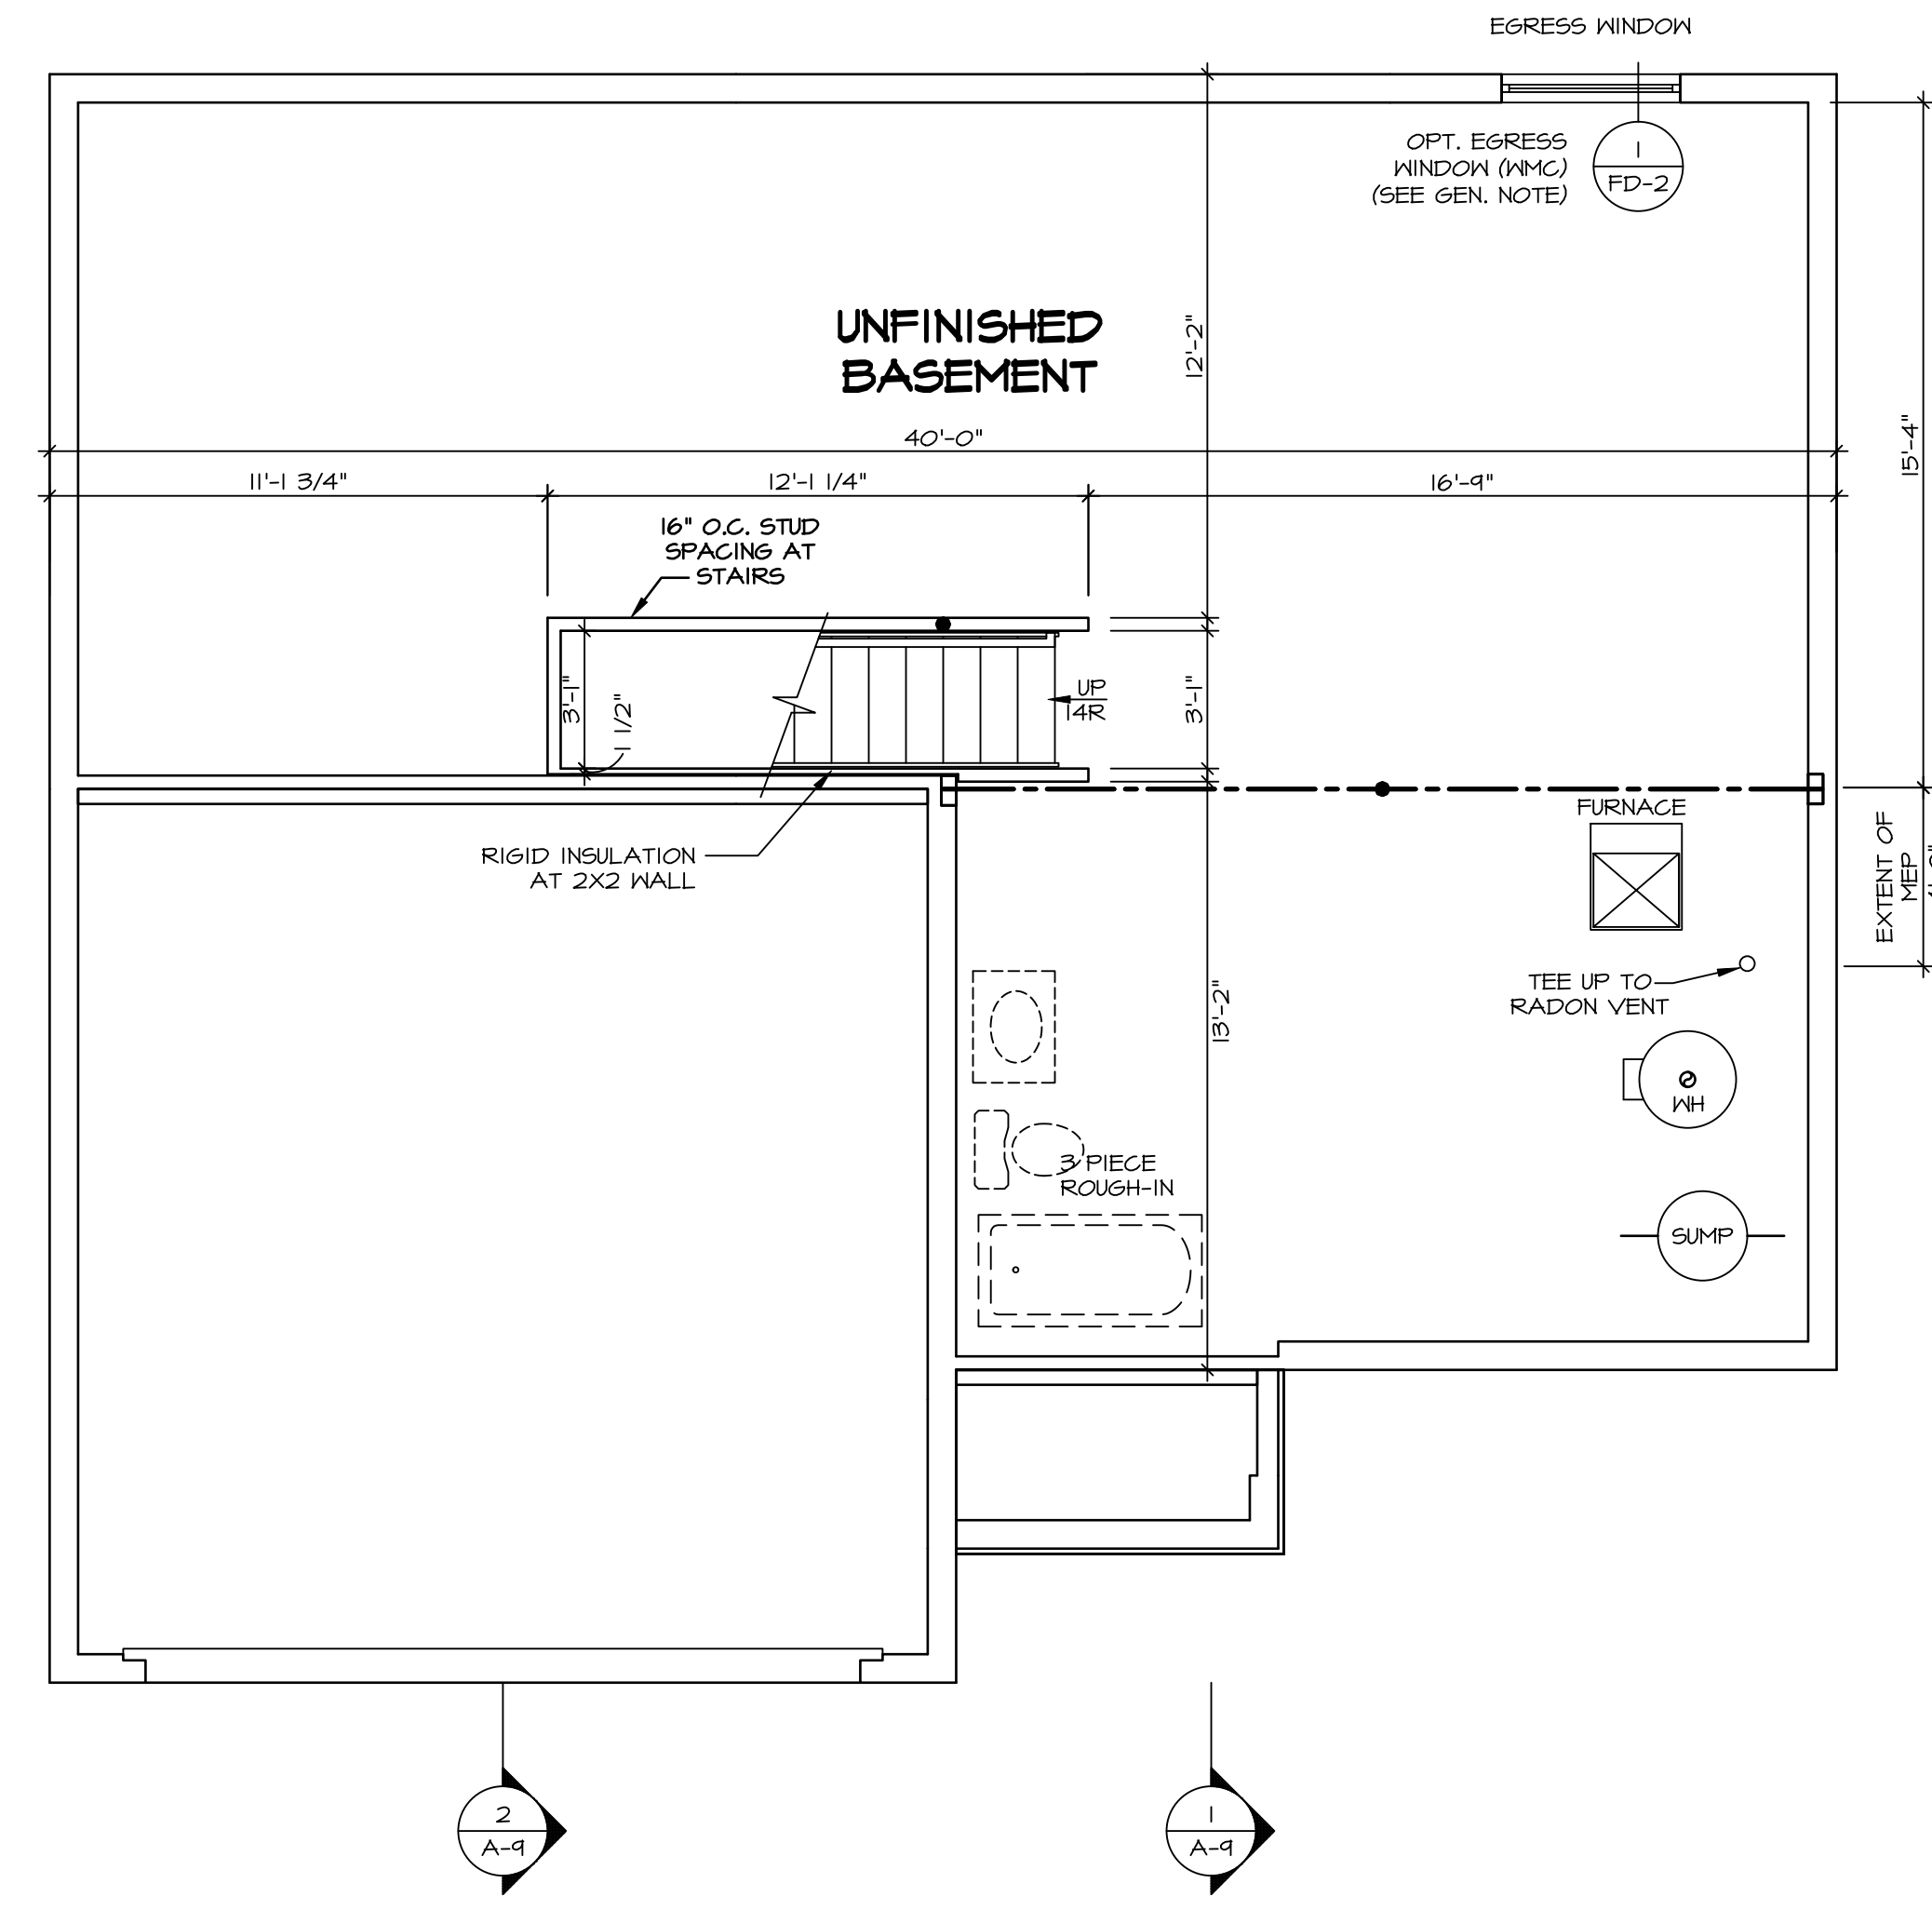 EGRESS WINDOW
OPT. EGRESS
WINDOW (WMC)
(SEE GEN. NOTE)
1
FD-2
UNFINISHED
BASEMENT
12'-2"
40'-0"
15'-4"
11'-1 3/4"
12'-1 1/4"
16'-9"
16" O.C. STUD
SPACING AT
STAIRS
3'-1"
1 1/2"
UP
14R
3'-1"
FURNACE
RIGID INSULATION
AT 2X2 WALL
EXTENT OF
MEP
TEE UP TO
RADON VENT
13'-2"
WH
3 PIECE
ROUGH-IN
SUMP
2
A-9
1
A-9